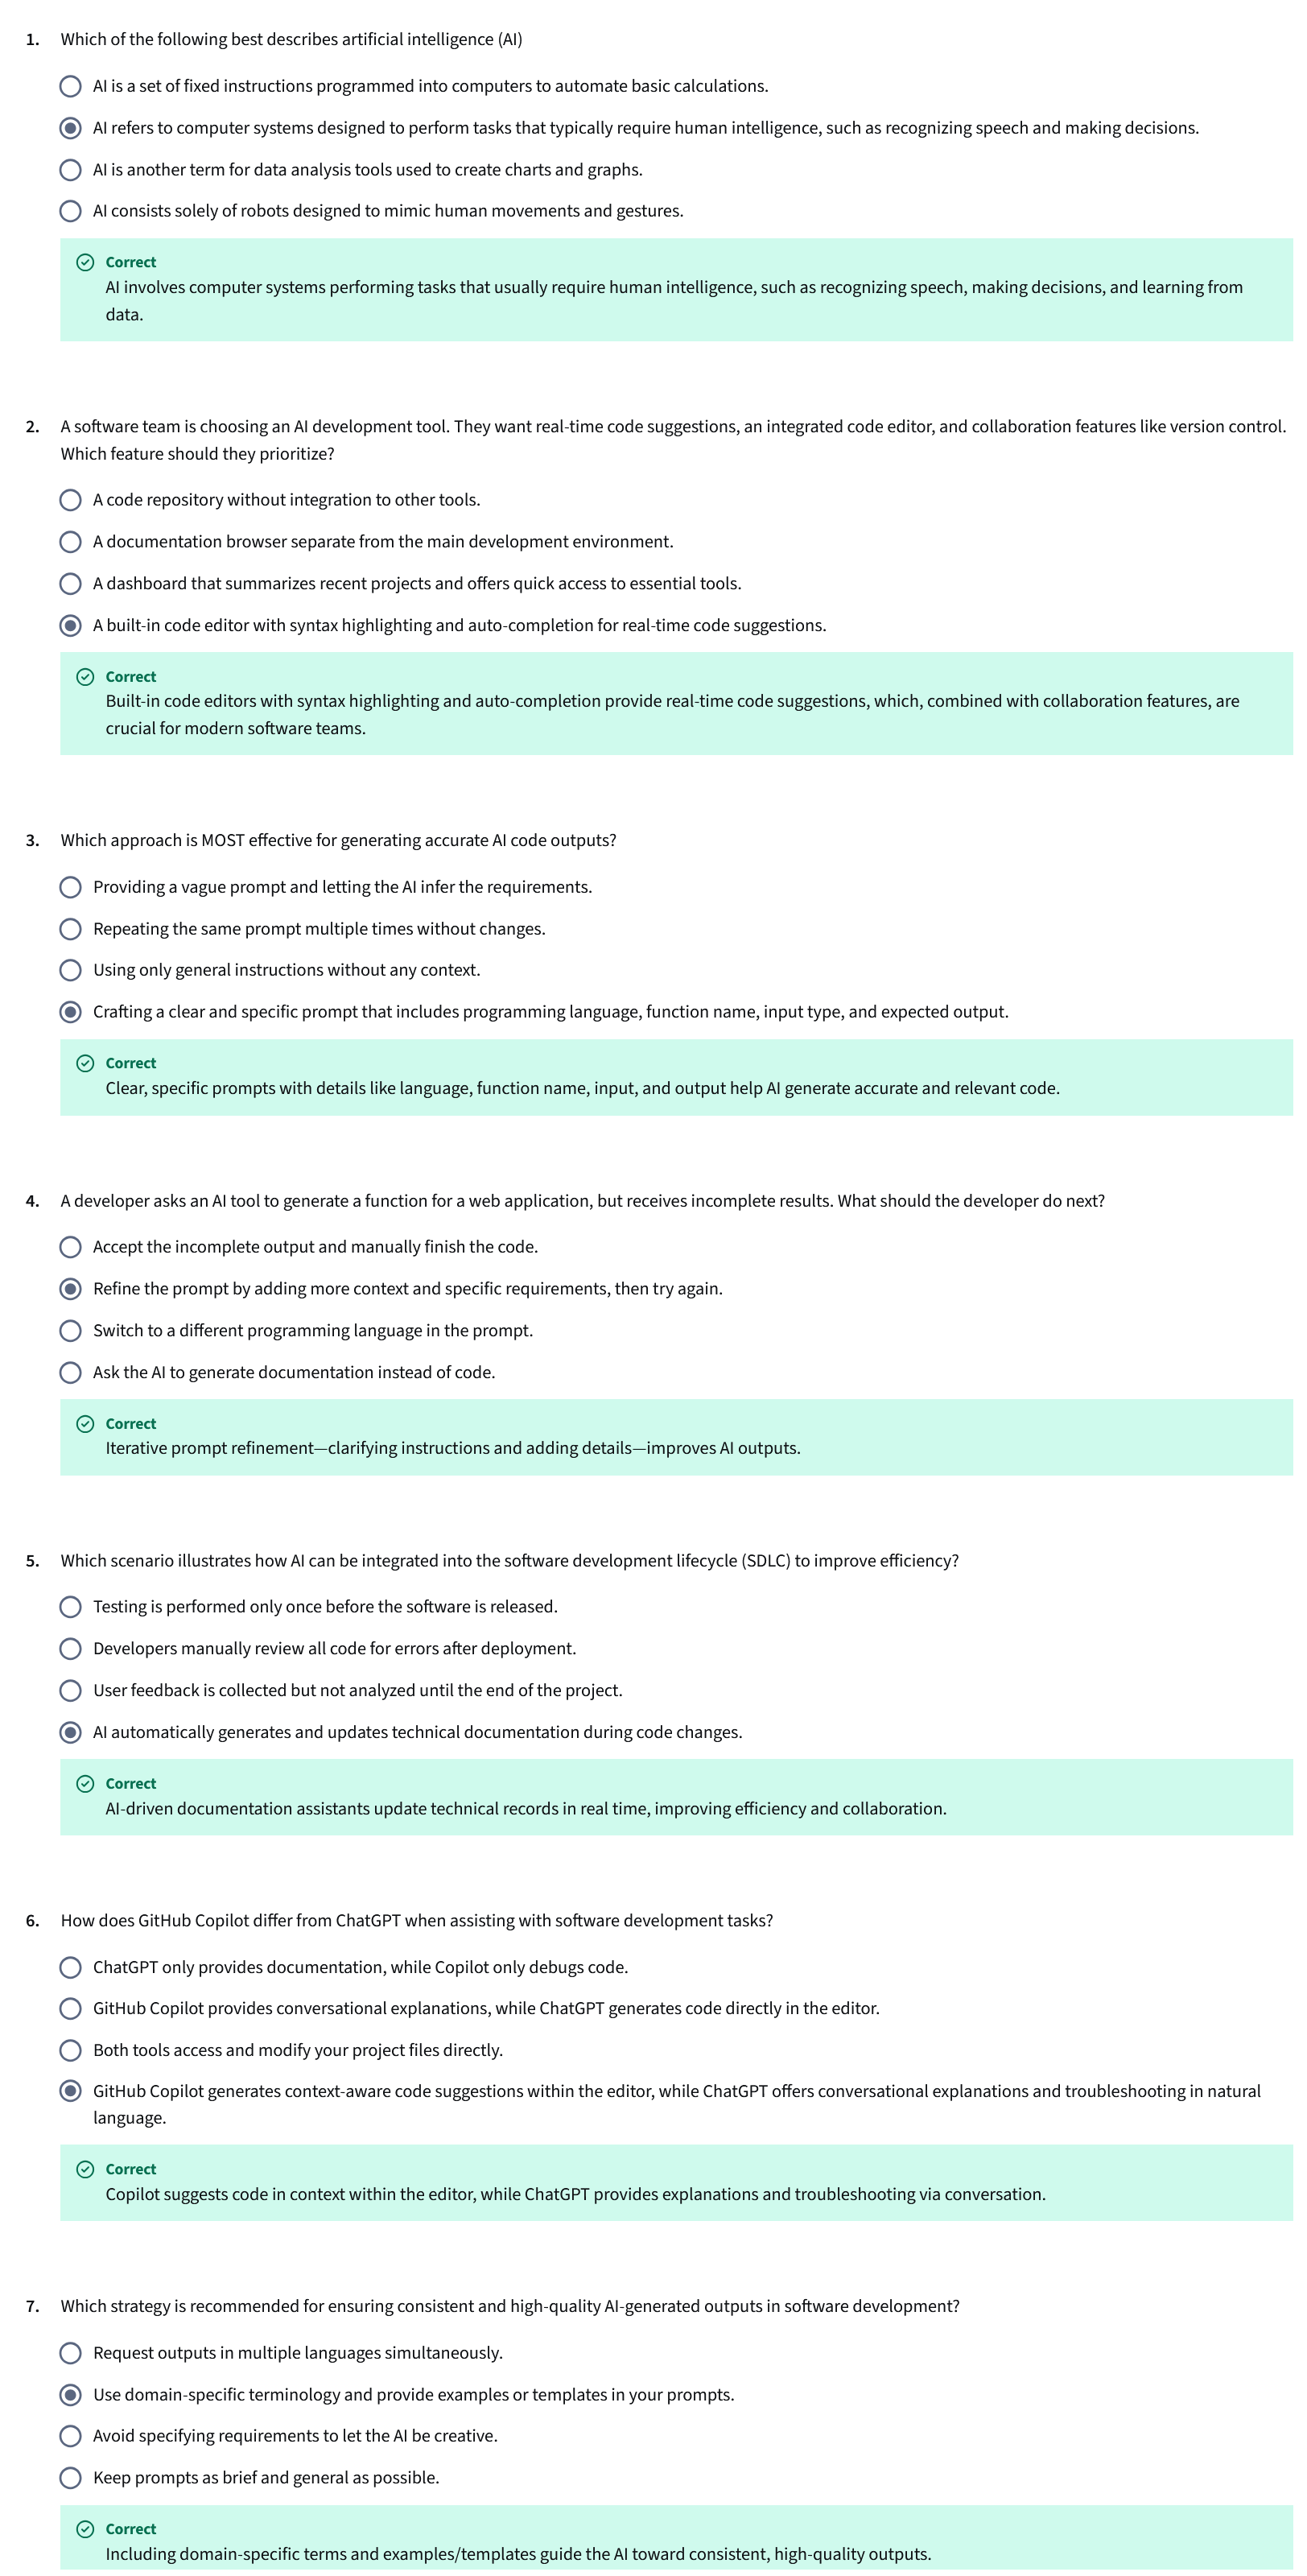 1. Which of the following best describes artificial intelligence (AI)
AI is a set of fixed instructions programmed into computers to automate basic calculations.
AI refers to computer systems designed to perform tasks that typically require human intelligence, such as recognizing speech and making decisions.
AI is another term for data analysis tools used to create charts and graphs.
AI consists solely of robots designed to mimic human movements and gestures.
Correct
AI involves computer systems performing tasks that usually require human intelligence, such as recognizing speech, making decisions, and learning from
data.
2. A software team is choosing an AI development tool. They want real-time code suggestions, an integrated code editor, and collaboration features like version control.
Which feature should they prioritize?
A code repository without integration to other tools.
A documentation browser separate from the main development environment.
A dashboard that summarizes recent projects and offers quick access to essential tools.
A built-in code editor with syntax highlighting and auto-completion for real-time code suggestions.
Correct
Built-in code editors with syntax highlighting and auto-completion provide real-time code suggestions, which, combined with collaboration features, are
crucial for modern software teams.
3. Which approach is MOST effective for generating accurate AI code outputs?
Providing a vague prompt and letting the AI infer the requirements.
Repeating the same prompt multiple times without changes.
Using only general instructions without any context.
Crafting a clear and specific prompt that includes programming language, function name, input type, and expected output.
Correct
Clear, specific prompts with details like language, function name, input, and output help AI generate accurate and relevant code.
4. A developer asks an AI tool to generate a function for a web application, but receives incomplete results. What should the developer do next?
Accept the incomplete output and manually finish the code.
Refine the prompt by adding more context and specific requirements, then try again.
Switch to a different programming language in the prompt.
Ask the AI to generate documentation instead of code.
Correct
Iterative prompt refinement—clarifying instructions and adding details—improves AI outputs.
5. Which scenario illustrates how AI can be integrated into the software development lifecycle (SDLC) to improve efficiency?
Testing is performed only once before the software is released.
Developers manually review all code for errors after deployment.
User feedback is collected but not analyzed until the end of the project.
AI automatically generates and updates technical documentation during code changes.
Correct
AI-driven documentation assistants update technical records in real time, improving efficiency and collaboration.
6. How does GitHub Copilot differ from ChatGPT when assisting with software development tasks?
ChatGPT only provides documentation, while Copilot only debugs code.
GitHub Copilot provides conversational explanations, while ChatGPT generates code directly in the editor.
Both tools access and modify your project files directly.
GitHub Copilot generates context-aware code suggestions within the editor, while ChatGPT offers conversational explanations and troubleshooting in natural
language.
Correct
Copilot suggests code in context within the editor, while ChatGPT provides explanations and troubleshooting via conversation.
7. Which strategy is recommended for ensuring consistent and high-quality AI-generated outputs in software development?
Request outputs in multiple languages simultaneously.
Use domain-specific terminology and provide examples or templates in your prompts.
Avoid specifying requirements to let the AI be creative.
Keep prompts as brief and general as possible.
Correct
Including domain-specific terms and examples/templates guide the AI toward consistent, high-quality outputs.